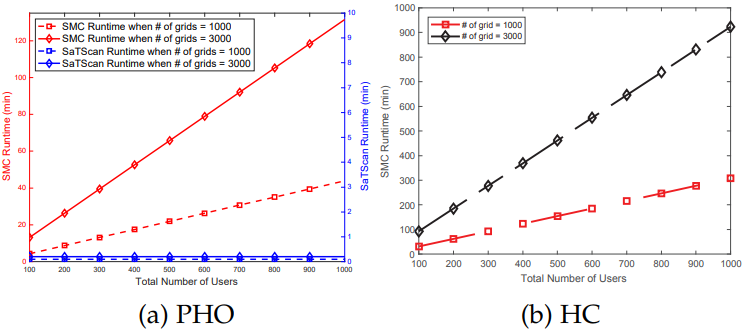 SMC Runtime when # of grids = 1000
SMC Runtime when # of grids = 3000
SaTScan Runtime when # of grids = 1000
SaTScan Runtime when # of grids = 3000
SMC Runtime (min)
0
20
40
60
80
100
120
SaTScan Runtime (min)
0
1
2
3
4
5
6
7
8
9
10
100 200 300 400 500 600 700 800 900 1000
Total Number of Users
(a) PHO
# of grid = 1000
# of grid = 3000
SMC Runtime (min)
0
100
200
300
400
500
600
700
800
900
1000
100 200 300 400 500 600 700 800 900 1000
Total Number of Users
(b) HC